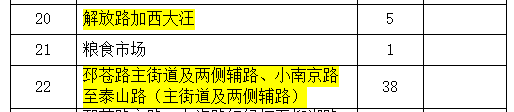 20 解放路加西大汪 5
21 粮食市场 1
22 邳苍路主街道及两侧辅路、小南京路 38
至泰山路（主街道及两侧辅路）